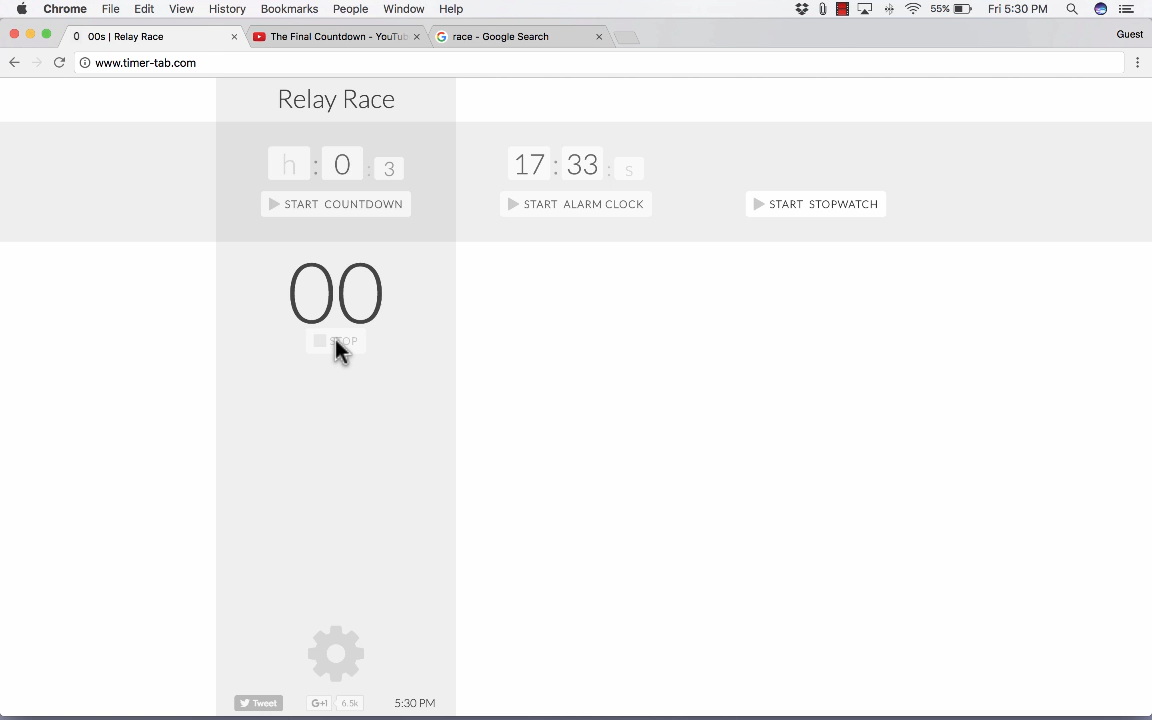 Chrome File Edit View History Bookmarks People Window Help 55% Fri 5:30 PM
0 00s | Relay Race The Final Countdown - YouTub race - Google Search Guest
www.timer-tab.com
Relay Race
h : 0 : 3 17 : 33 : s
START COUNTDOWN START ALARM CLOCK START STOPWATCH
00
STOP
Tweet G+1 6.5k 5:30 PM